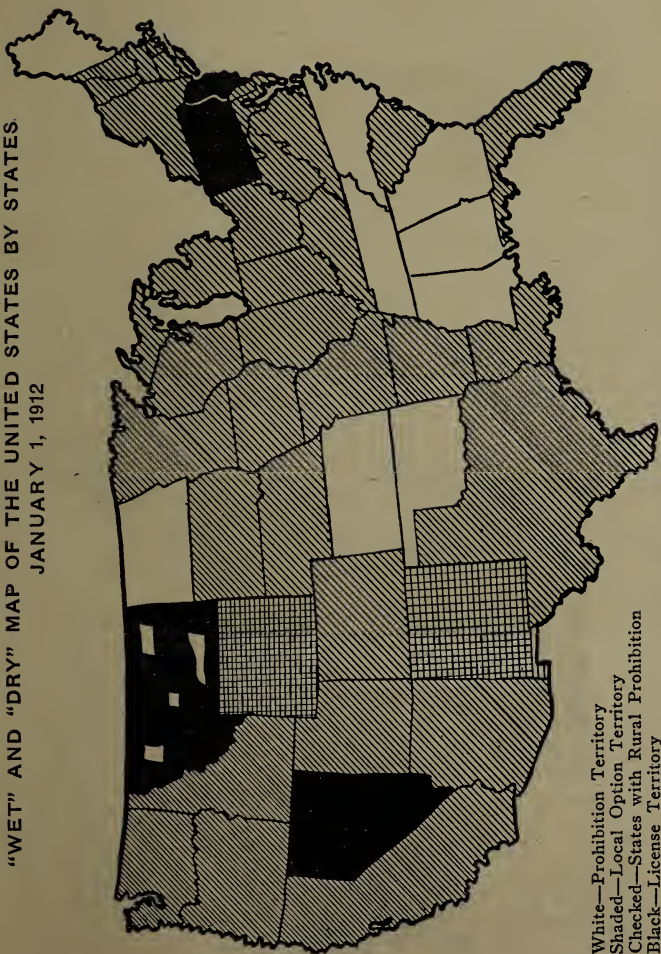 "WET" AND "DRY" MAP OF THE UNITED STATES BY STATES
JANUARY 1, 1912
White—Prohibition Territory
Shaded—Local Option Territory
Checked—States with Rural Prohibition
Black—License Territory